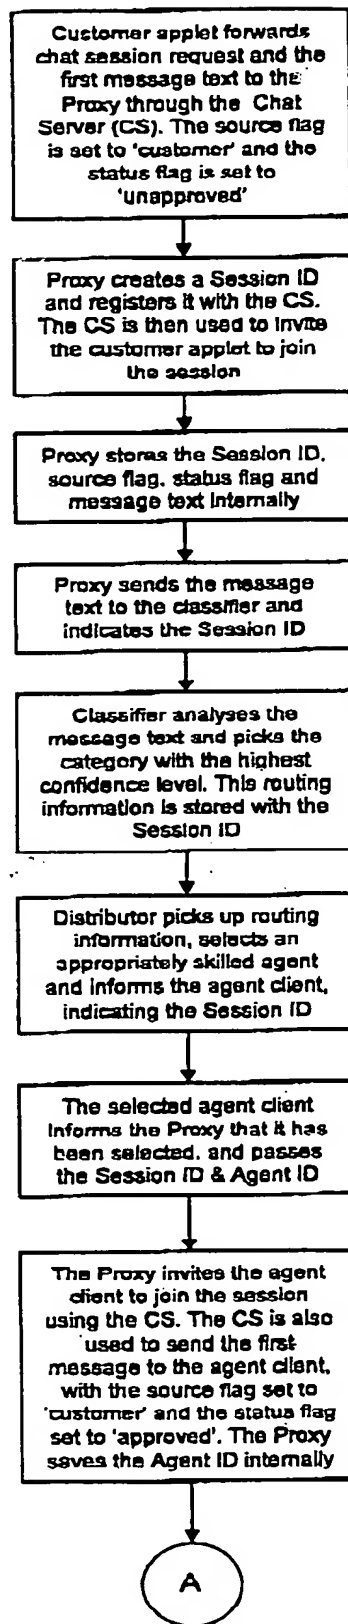 Customer applet forwards
chat session request and the
first message text to the
Proxy through the Chat
Server (CS). The source flag
is set to 'customer' and the
status flag is set to
'unapproved'
Proxy creates a Session ID
and registers it with the CS.
The CS is then used to invite
the customer applet to join
the session
Proxy stores the Session ID,
source flag, status flag and
message text internally
Proxy sends the message
text to the classifier and
indicates the Session ID
Classifier analyses the
message text and picks the
category with the highest
confidence level. This routing
information is stored with the
Session ID
Distributor picks up routing
information, selects an
appropriately skilled agent
and informs the agent client,
indicating the Session ID
The selected agent client
informs the Proxy that it has
been selected, and passes
the Session ID & Agent ID
The Proxy invites the agent
client to join the session
using the CS. The CS is also
used to send the first
message to the agent client,
with the source flag set to
'customer' and the status flag
set to 'approved'. The Proxy
saves the Agent ID internally
A